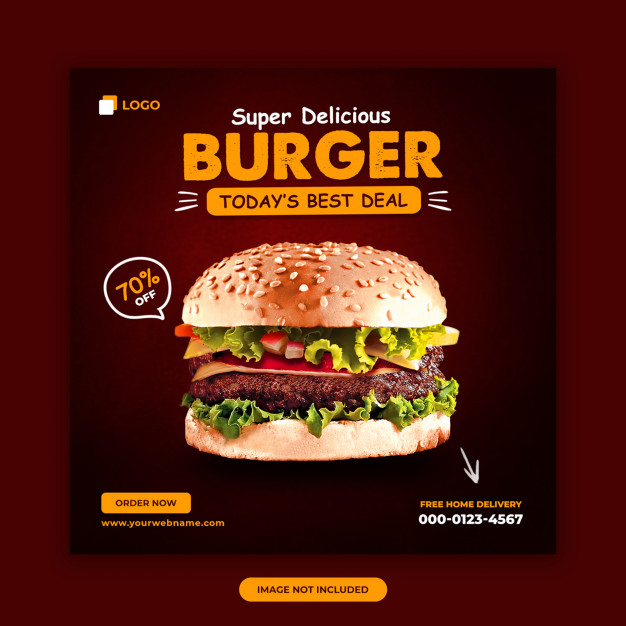 LOGO
Super Delicious
BURGER
TODAY'S BEST DEAL
70%
OFF
ORDER NOW
www.yourwebname.com
FREE HOME DELIVERY
000-0123-4567
IMAGE NOT INCLUDED